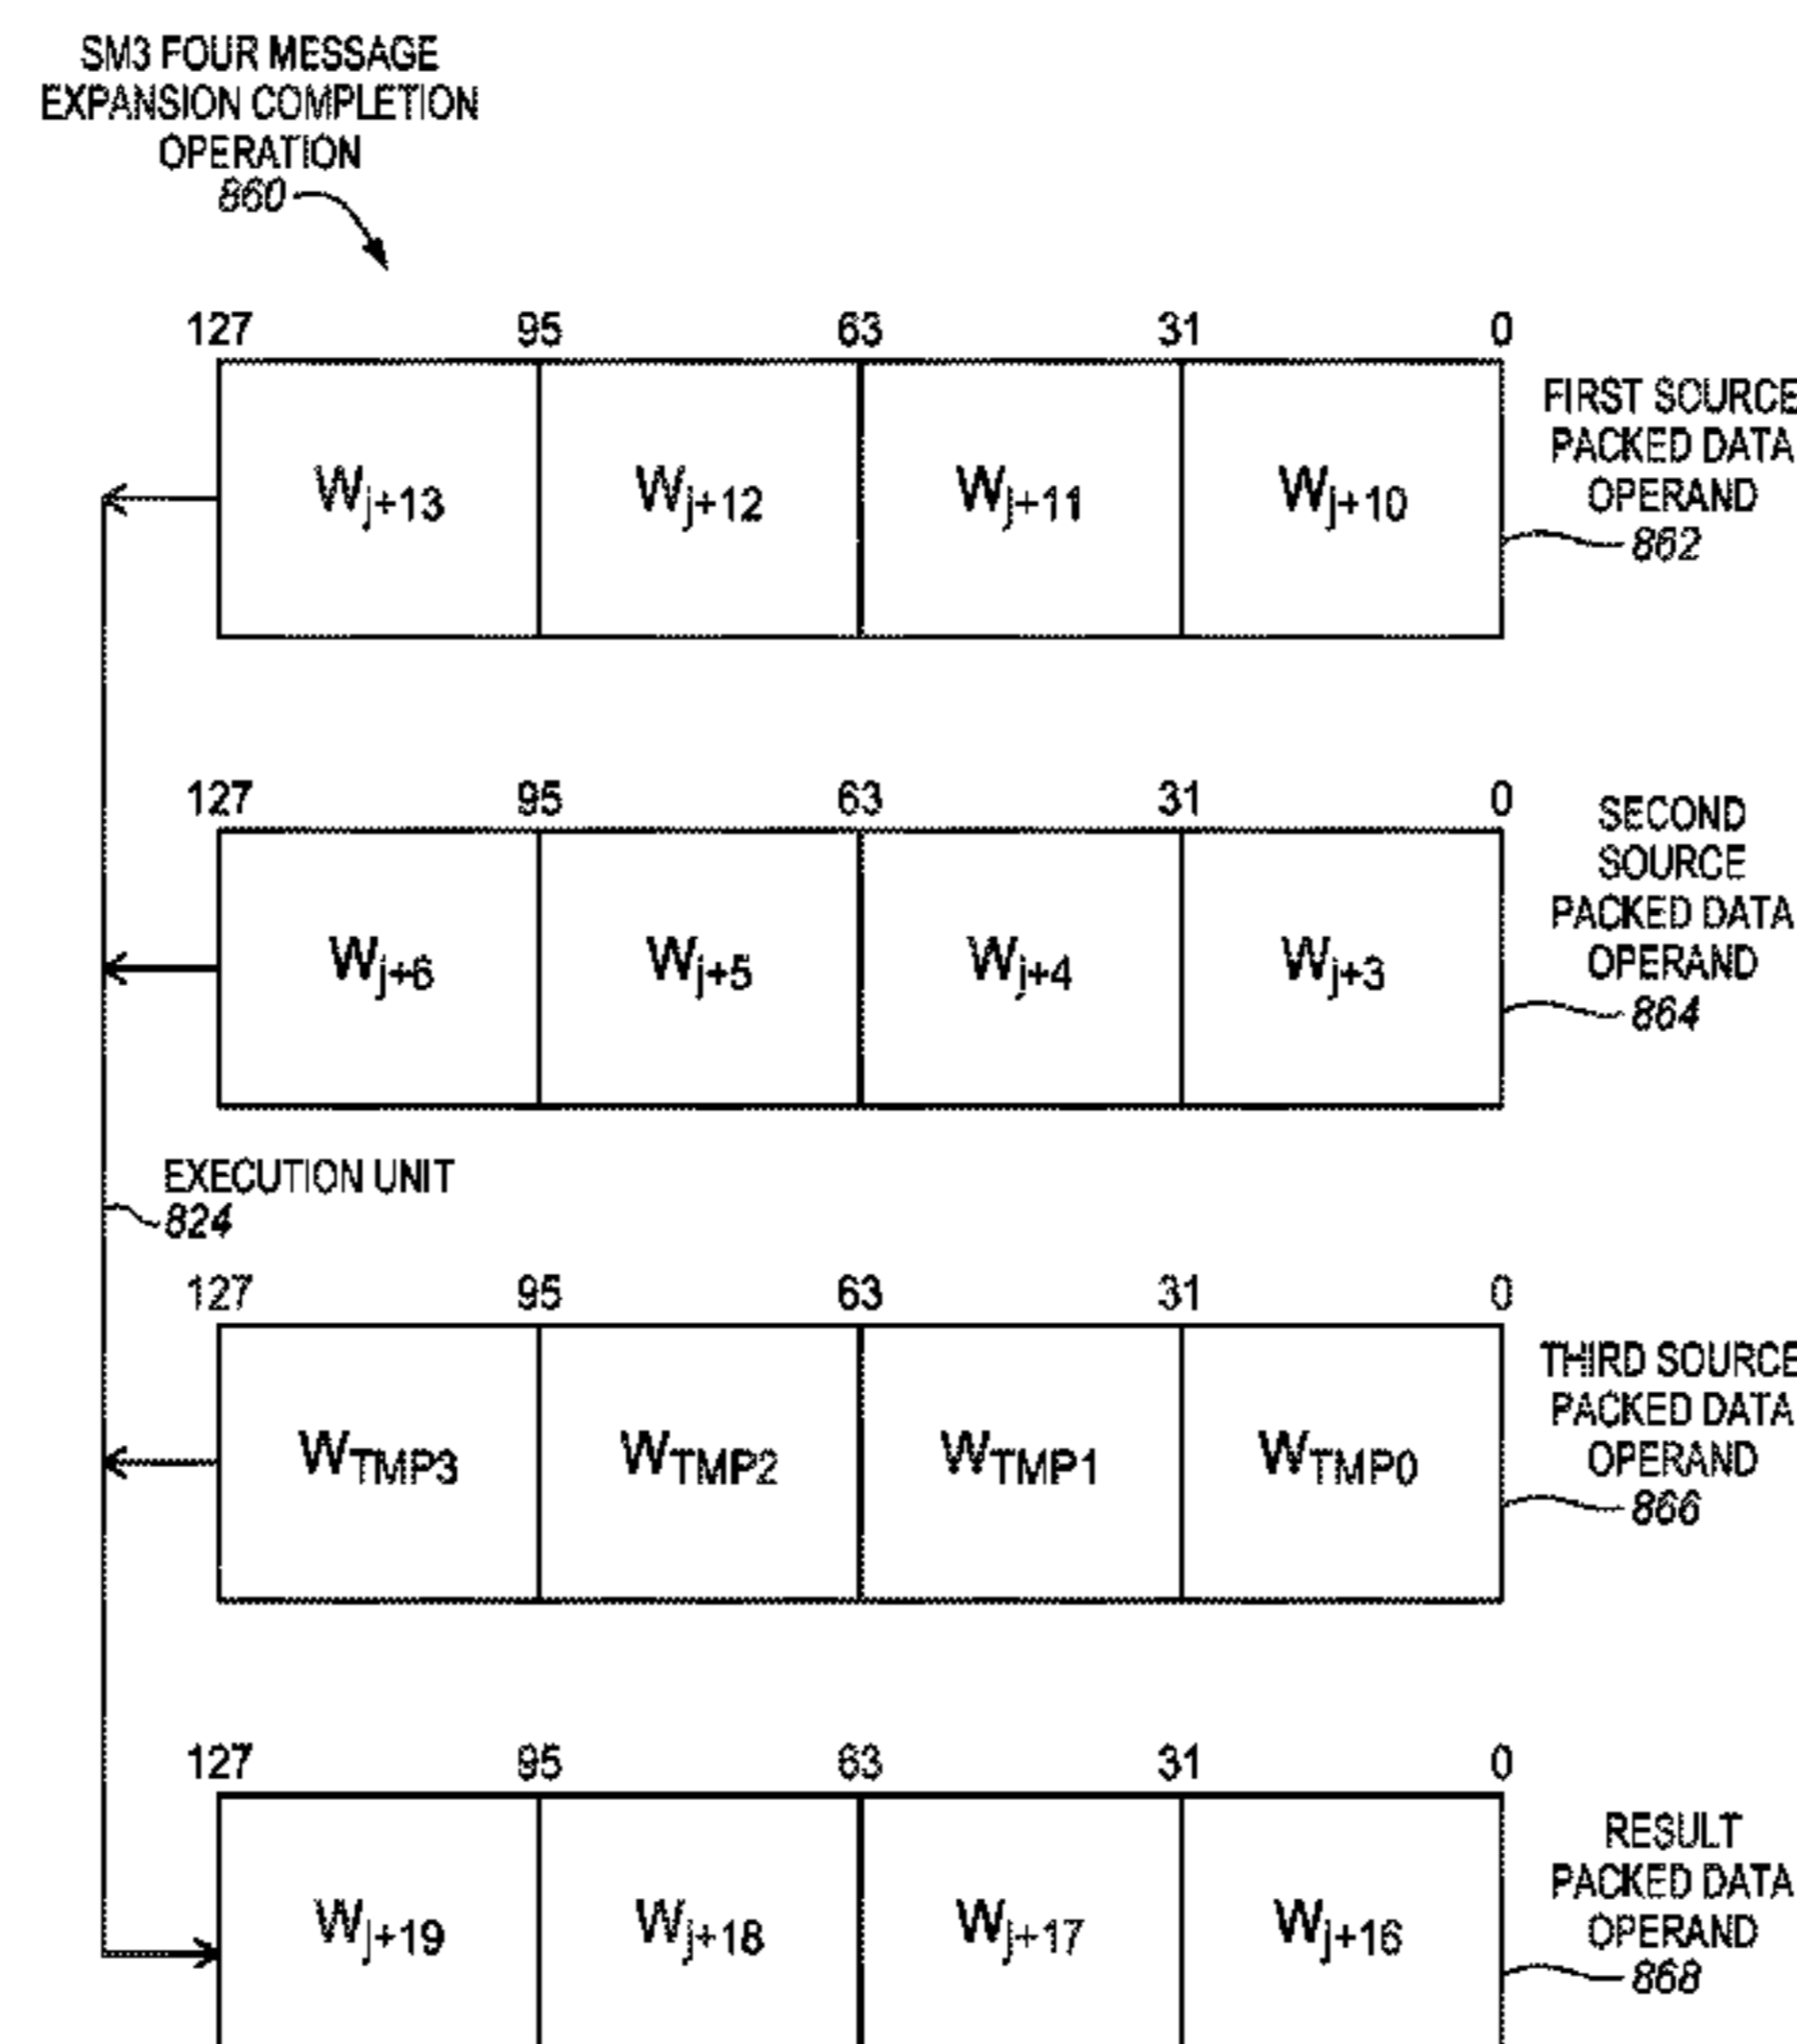 SM3 FOUR MESSAGE
EXPANSION COMPLETION
OPERATION
860
127 95 63 31 0
Wj+13 Wj+12 Wj+11 Wj+10
FIRST SOURCE
PACKED DATA
OPERAND
862
127 95 63 31 0
Wj+6 Wj+5 Wj+4 Wj+3
SECOND
SOURCE
PACKED DATA
OPERAND
864
EXECUTION UNIT
824
127 95 63 31 0
WTMP3 WTMP2 WTMP1 WTMP0
THIRD SOURCE
PACKED DATA
OPERAND
866
127 95 63 31 0
Wj+19 Wj+18 Wj+17 Wj+16
RESULT
PACKED DATA
OPERAND
868